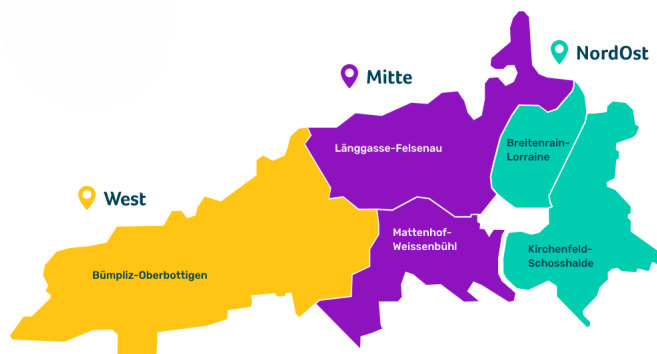 NordOst
Mitte
Länggasse-Felsenau
Breitenrain-
Lorraine
West
Mattenhof-
Weissenbühl
Kirchenfeld-
Schosshalde
Bümpliz-Oberbottigen